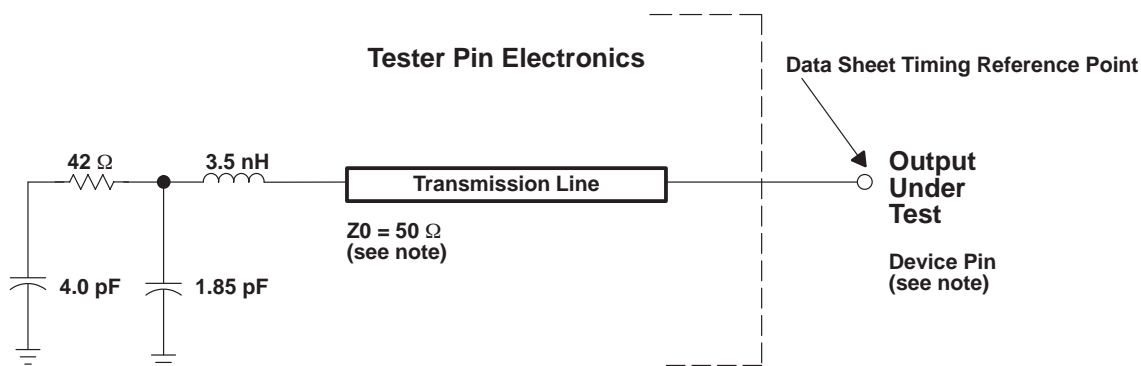 Tester Pin Electronics
Data Sheet Timing Reference Point
42 Ω
3.5 nH
Transmission Line
Output
Under
Test
Z0 = 50 Ω
(see note)
Device Pin
(see note)
4.0 pF
1.85 pF